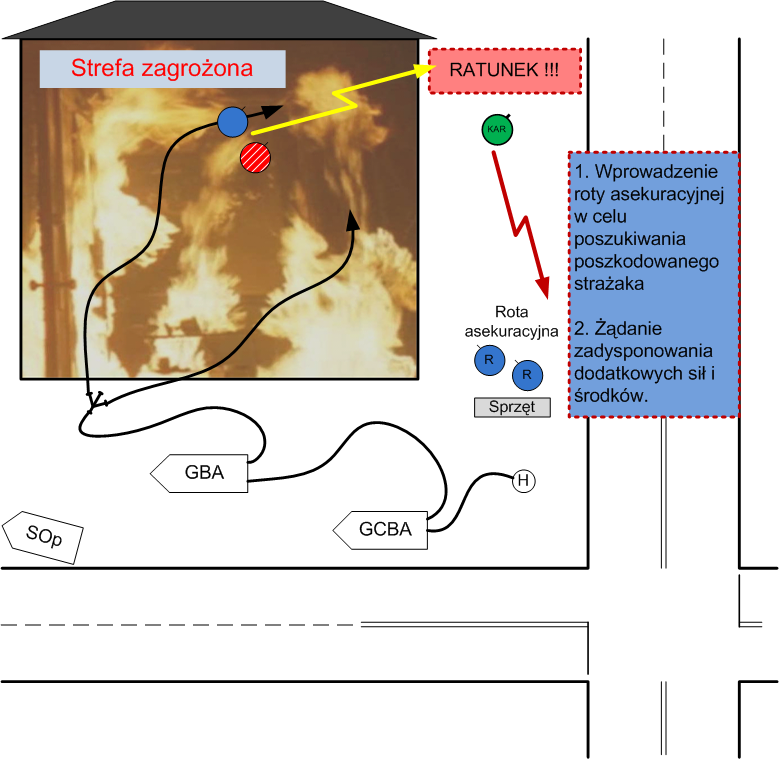 Strefa zagrożona
RATUNEK !!!
KAR
1. Wprowadzenie
roty asekuracyjnej
w celu
poszukiwania
poszkodowanego
strażaka
2. Żądanie
zadysponowania
dodatkowych sił i
środków.
Rota
asekuracyjna
R
R
Sprzęt
GBA
H
GCBA
SOp